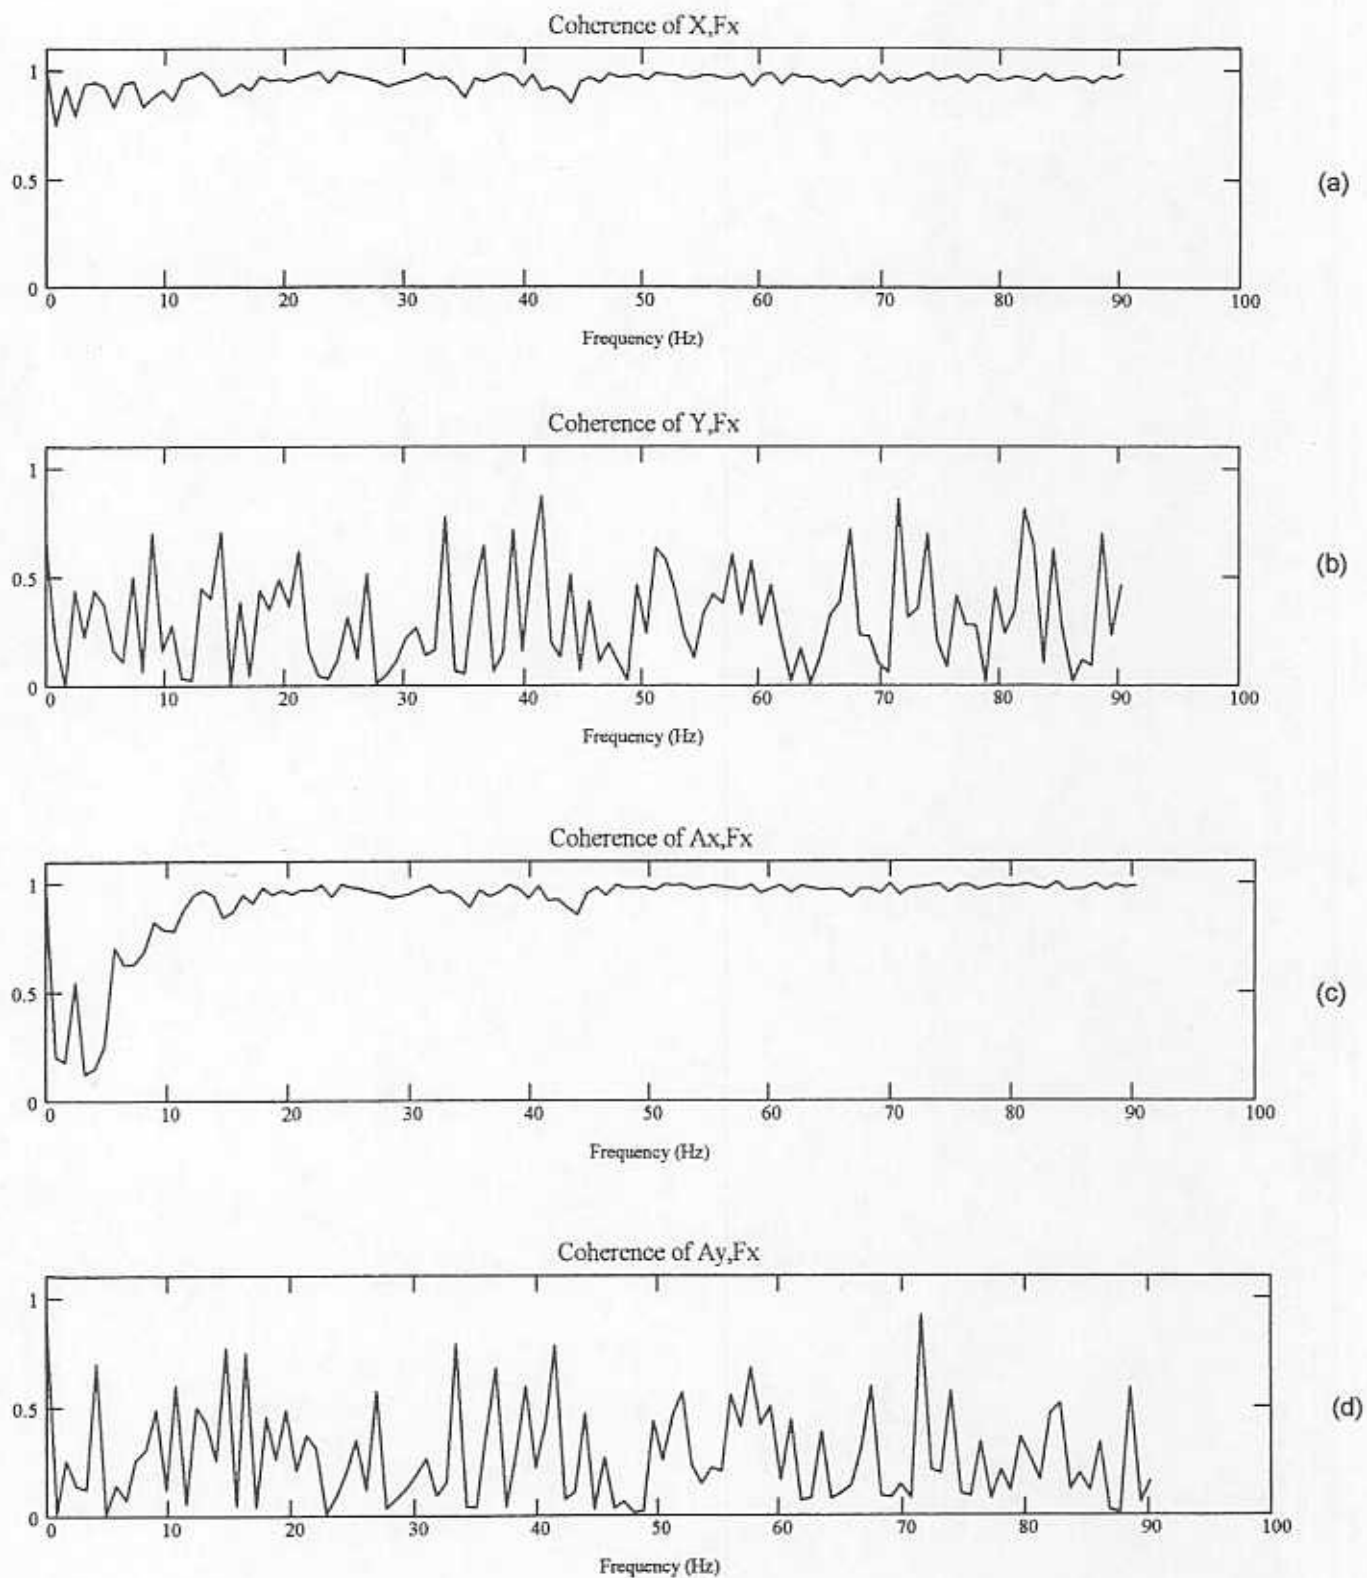 Coherence of X,Fx
1
0.5
(a)
0
0 10 20 30 40 50 60 70 80 90 100
Frequency (Hz)
Coherence of Y,Fx
1
0.5
(b)
0
0 10 20 30 40 50 60 70 80 90 100
Frequency (Hz)
Coherence of Ax,Fx
1
0.5
(c)
0
0 10 20 30 40 50 60 70 80 90 100
Frequency (Hz)
Coherence of Ay,Fx
1
0.5
(d)
0
0 10 20 30 40 50 60 70 80 90 100
Frequency (Hz)